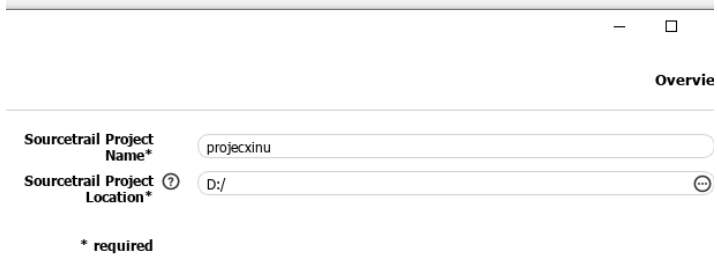 Overvie
Sourcetrail Project
Name*
projecxinu
Sourcetrail Project ?
Location*
D:/
* required